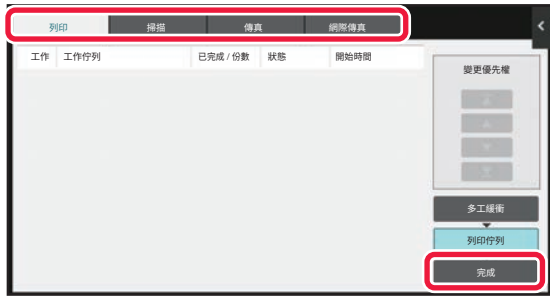 列印 掃描 傳真 網際傳真
工作 工作佇列 已完成 / 份數 狀態 開始時間
變更優先權
多工緩衝
列印佇列
完成